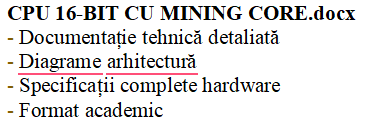 CPU 16-BIT CU MINING CORE.docx
- Documentație tehnică detaliată
- Diagrame arhitectură
- Specificații complete hardware
- Format academic